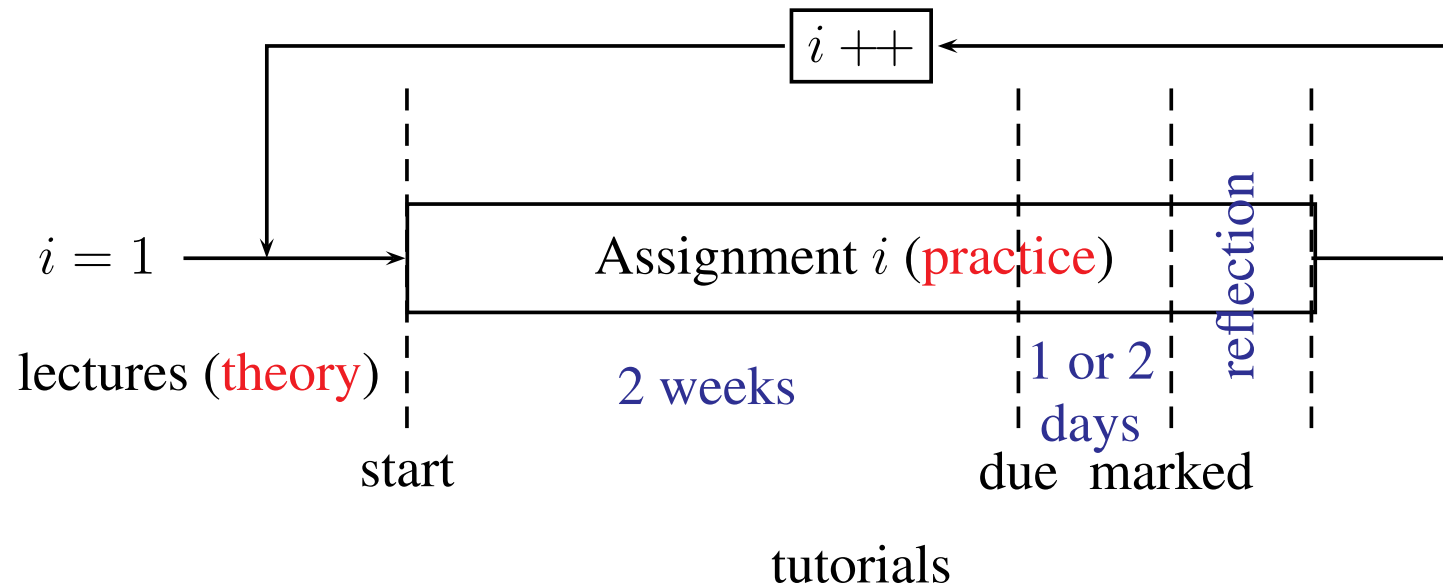 i ++
i = 1
Assignment i (practice)
reflection
lectures (theory)
2 weeks
1 or 2
days
start
due
marked
tutorials